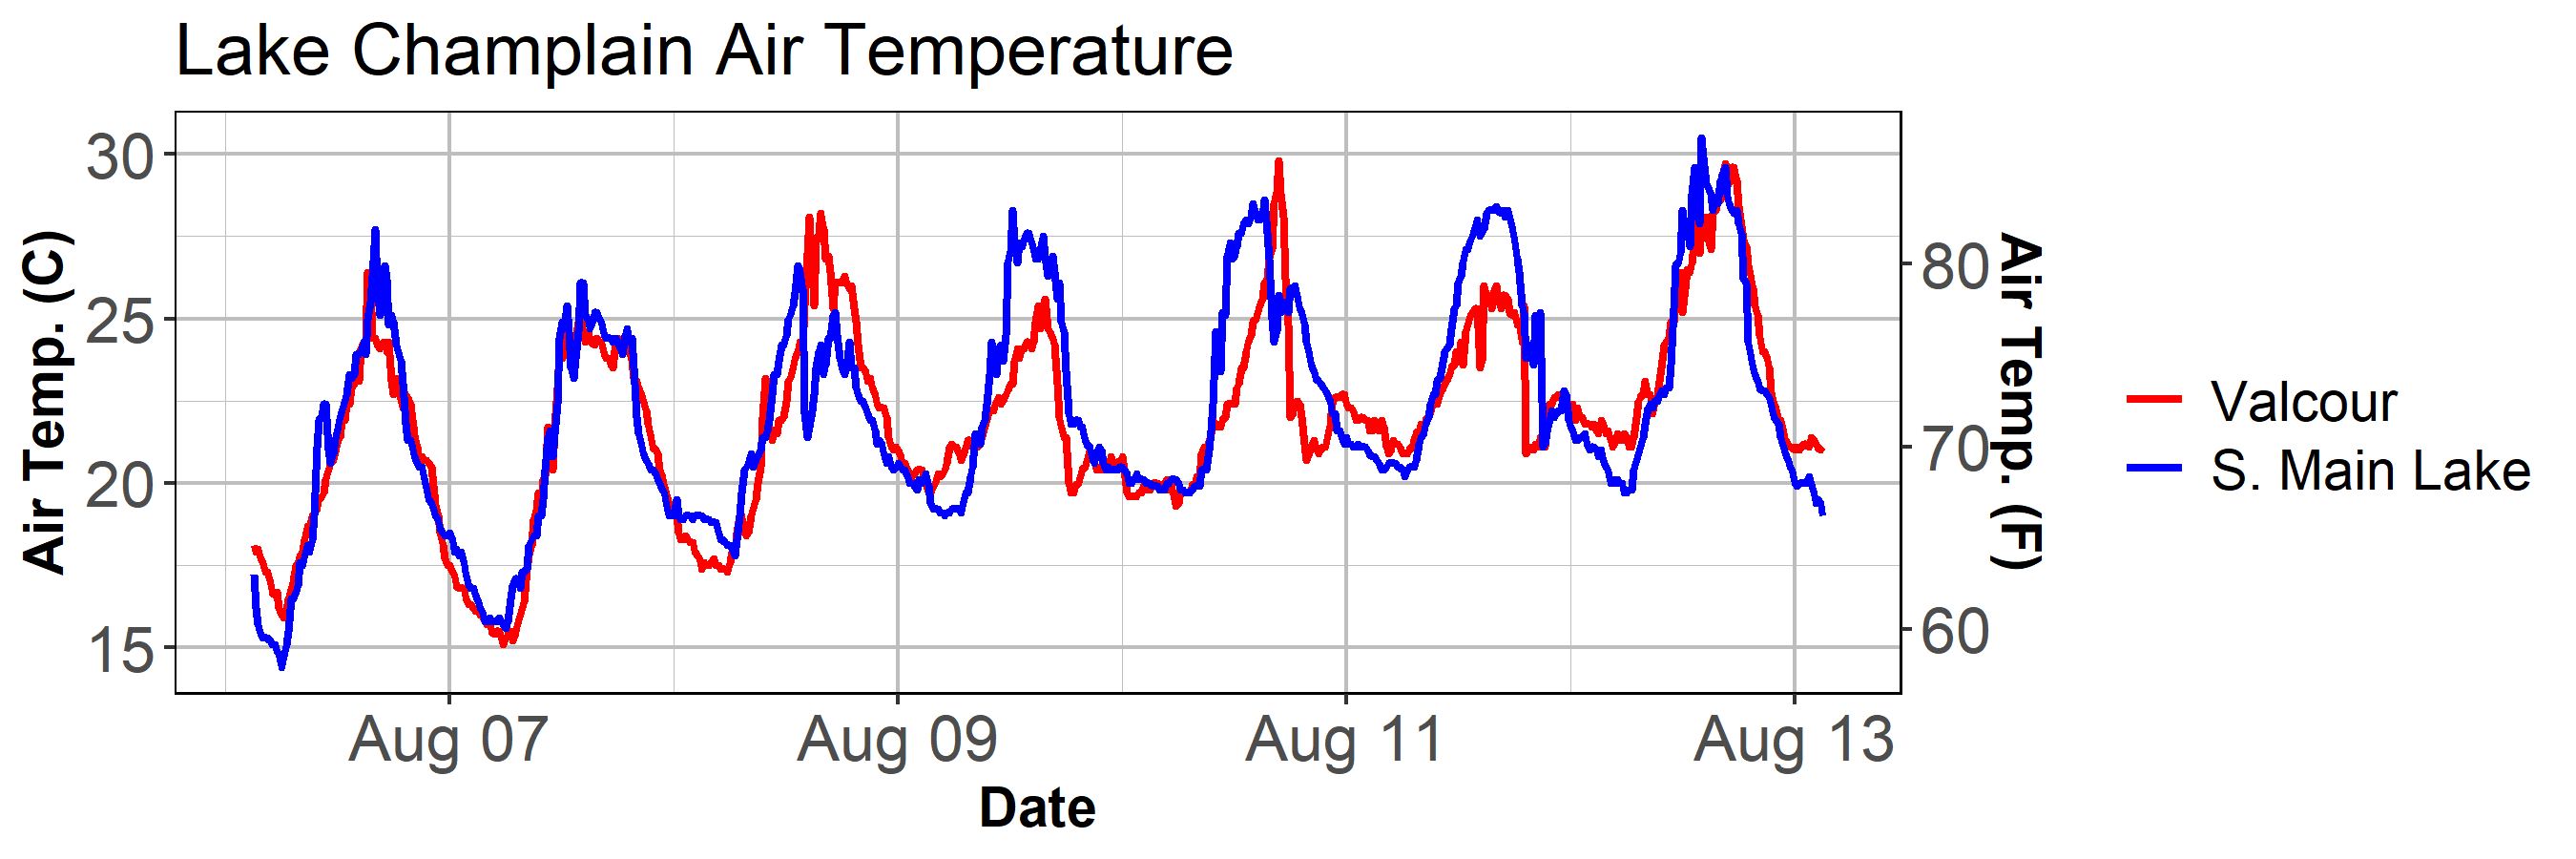 Lake Champlain Air Temperature
30
25
20
15
Air Temp. (C)
80
70
60
Air Temp. (F)
Aug 07
Aug 09
Aug 11
Aug 13
Date
Valcour
S. Main Lake